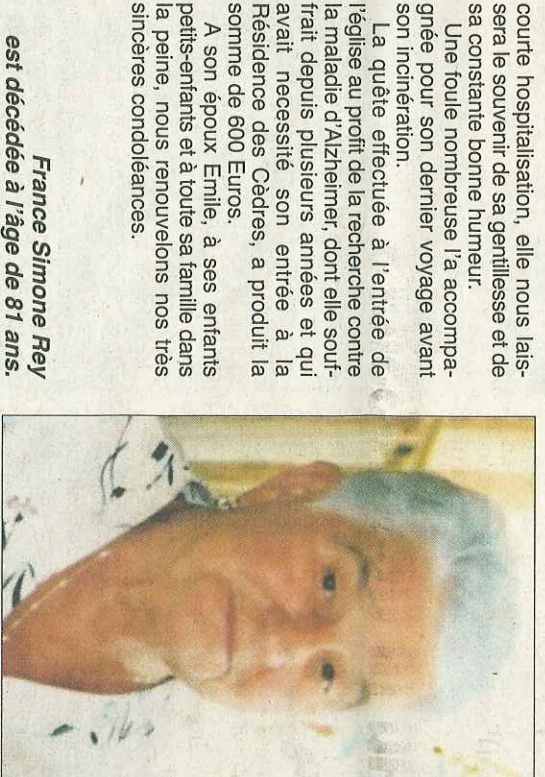 courte hospitalisation, elle nous lais-
sera le souvenir de sa gentillesse et de
sa constante bonne humeur.
Une foule nombreuse l'a accompa-
gnée pour son dernier voyage avant
son incinération.
La quête effectuée à l'entrée de
l'église au profit de la recherche contre
la maladie d'Alzheimer, dont elle souf-
frait depuis plusieurs années et qui
avait necessité son entrée à la
Résidence des Cèdres, a produit la
somme de 600 Euros.
A son époux Emile, à ses enfants
petits-enfants et à toute sa famille dans
la peine, nous renouvelons nos très
sincères condoléances.
France Simone Rey
est décédée à l'âge de 81 ans.